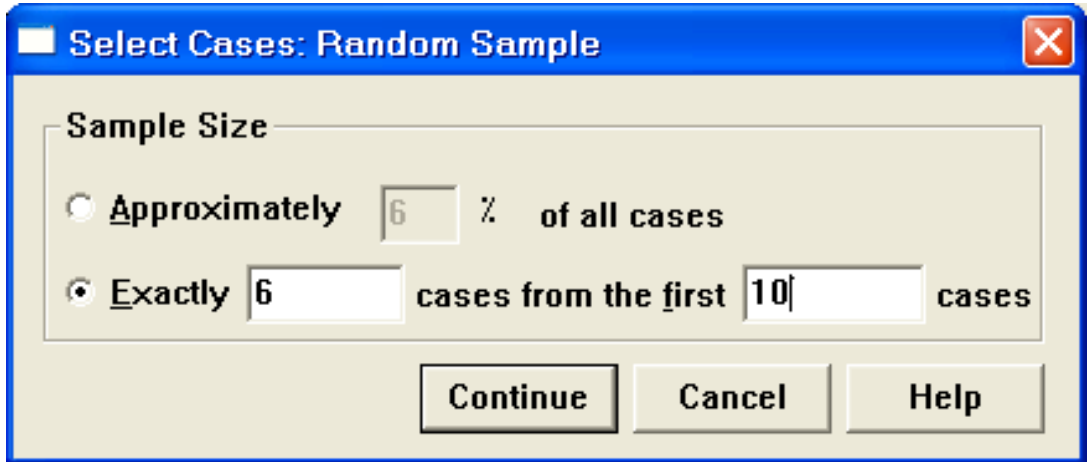 Select Cases: Random Sample
Sample Size
Approximately 6 % of all cases
Exactly 6 cases from the first 10 cases
Continue Cancel Help